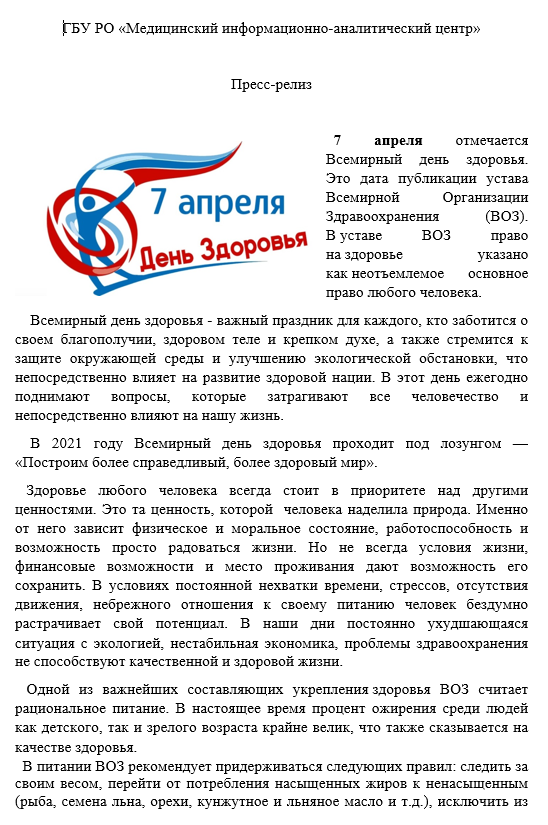 ГБУ РО «Медицинский информационно-аналитический центр»
Пресс-релиз
7 апреля
День Здоровья
7 апреля отмечается
Всемирный день здоровья.
Это дата публикации устава
Всемирной Организации
Здравоохранения (ВОЗ).
В уставе ВОЗ право
на здоровье указано
как неотъемлемое основное
право любого человека.
Всемирный день здоровья - важный праздник для каждого, кто заботится о
своем благополучии, здоровом теле и крепком духе, а также стремится к
защите окружающей среды и улучшению экологической обстановки, что
непосредственно влияет на развитие здоровой нации. В этот день ежегодно
поднимают вопросы, которые затрагивают все человечество и
непосредственно влияют на нашу жизнь.
В 2021 году Всемирный день здоровья проходит под лозунгом —
«Построим более справедливый, более здоровый мир».
Здоровье любого человека всегда стоит в приоритете над другими
ценностями. Это та ценность, которой человека наделила природа. Именно
от него зависит физическое и моральное состояние, работоспособность и
возможность просто радоваться жизни. Но не всегда условия жизни,
финансовые возможности и место проживания дают возможность его
сохранить. В условиях постоянной нехватки времени, стрессов, отсутствия
движения, небрежного отношения к своему питанию человек бездумно
растрачивает свой потенциал. В наши дни постоянно ухудшающаяся
ситуация с экологией, нестабильная экономика, проблемы здравоохранения
не способствуют качественной и здоровой жизни.
Одной из важнейших составляющих укрепления здоровья ВОЗ считает
рациональное питание. В настоящее время процент ожирения среди людей
как детского, так и зрелого возраста крайне велик, что также сказывается на
качестве здоровья.
В питании ВОЗ рекомендует придерживаться следующих правил: следить за
своим весом, перейти от потребления насыщенных жиров к ненасыщенным
(рыба, семена льна, орехи, кунжутное и льняное масло и т.д.), исключить из